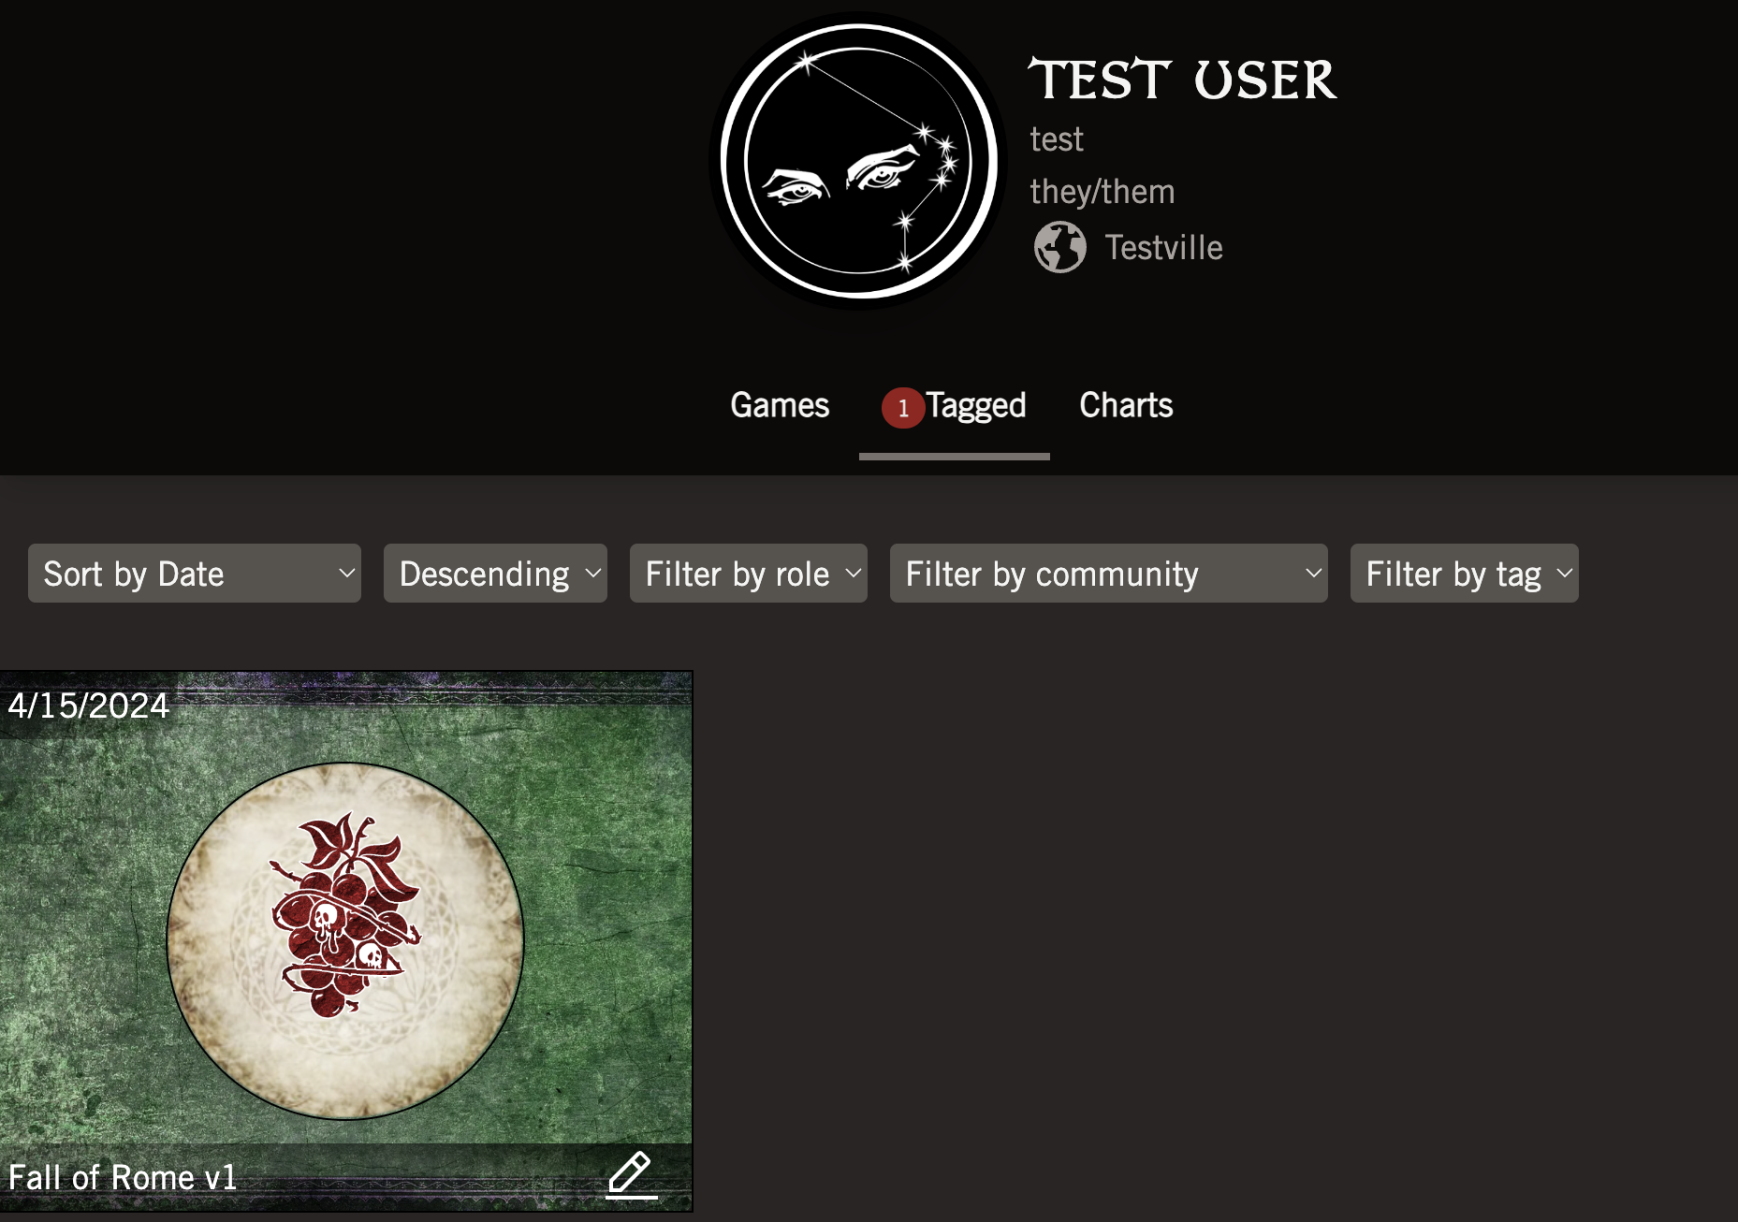 TEST USER
test
they/them
Testville
Games
1 Tagged
Charts
Sort by Date
Descending
Filter by role
Filter by community
Filter by tag
4/15/2024
Fall of Rome v1